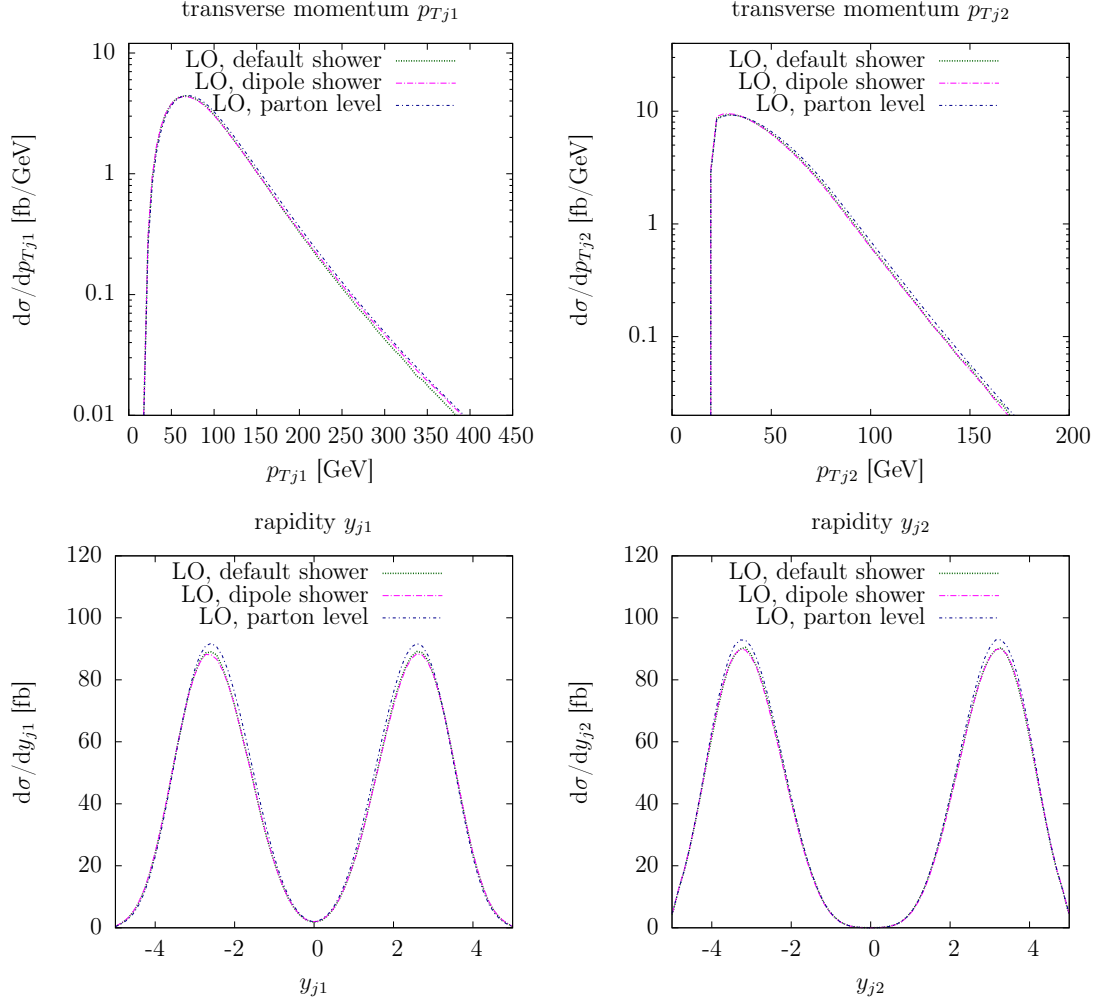 transverse momentum p_{Tj1}
10
1
0.1
0.01
dσ/dp_{Tj1} [fb/GeV]
LO, default shower
LO, dipole shower
LO, parton level
0 50 100 150 200 250 300 350 400 450
p_{Tj1} [GeV]
transverse momentum p_{Tj2}
10
1
0.1
dσ/dp_{Tj2} [fb/GeV]
LO, default shower
LO, dipole shower
LO, parton level
0 50 100 150 200
p_{Tj2} [GeV]
rapidity y_{j1}
120
100
80
60
40
20
0
dσ/dy_{j1} [fb]
LO, default shower
LO, dipole shower
LO, parton level
-4 -2 0 2 4
y_{j1}
rapidity y_{j2}
120
100
80
60
40
20
0
dσ/dy_{j2} [fb]
LO, default shower
LO, dipole shower
LO, parton level
-4 -2 0 2 4
y_{j2}